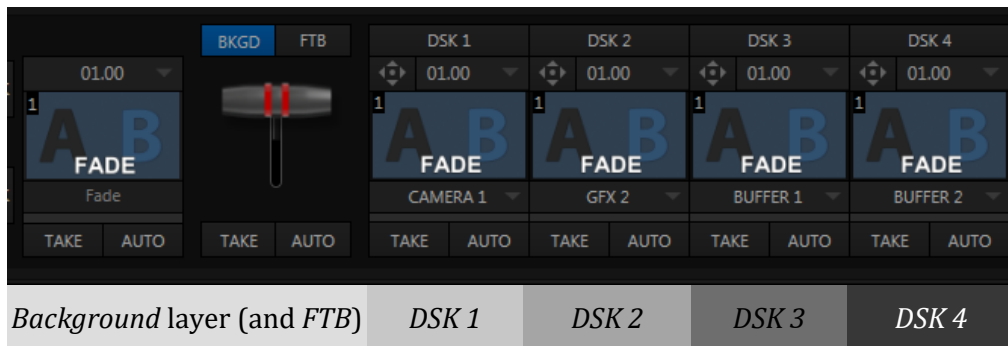 BKGD FTB DSK 1 DSK 2 DSK 3 DSK 4
01.00 01.00 01.00 01.00 01.00
1 A B 1 A B 1 A B 1 A B 1 A B
FADE FADE FADE FADE FADE
Fade CAMERA 1 GFX 2 BUFFER 1 BUFFER 2
TAKE AUTO TAKE AUTO TAKE AUTO TAKE AUTO TAKE AUTO TAKE AUTO
Background layer (and FTB) DSK 1 DSK 2 DSK 3 DSK 4